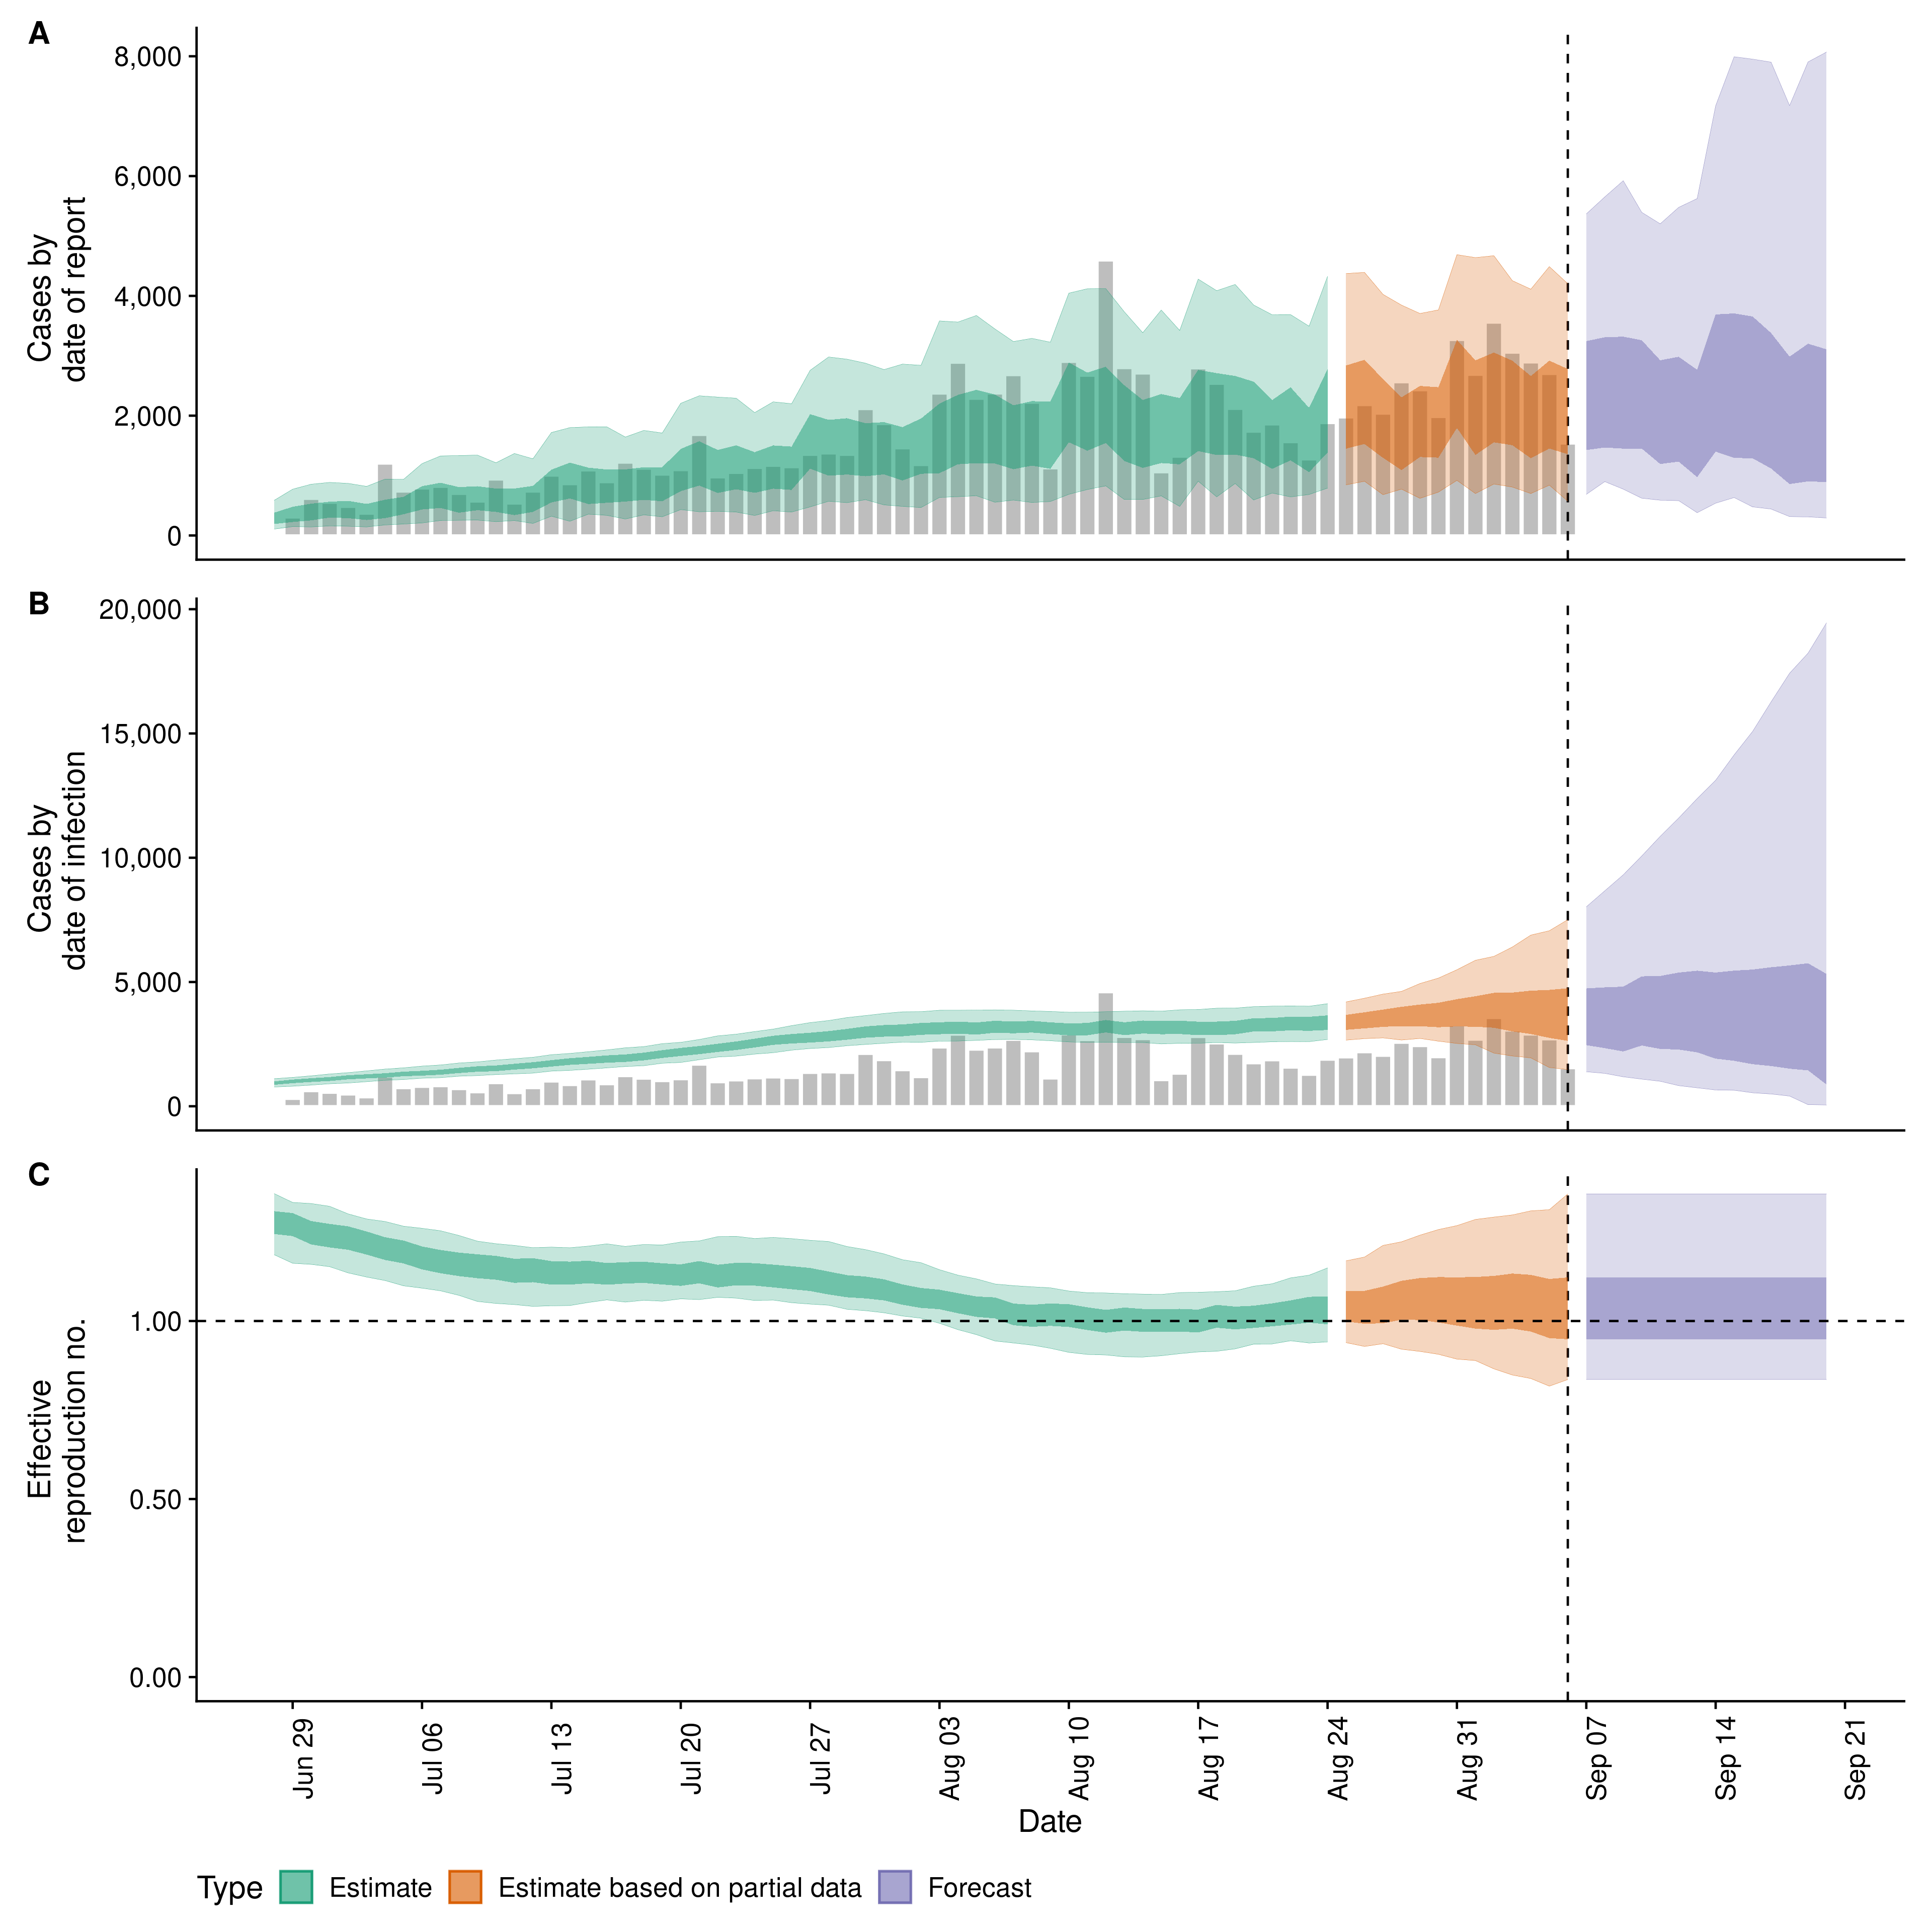 A
8,000
6,000
4,000
2,000
0
Cases by
date of report
B
20,000
15,000
10,000
5,000
0
Cases by
date of infection
C
1.00
0.50
0.00
Effective
reproduction no.
Jun 29
Jul 06
Jul 13
Jul 20
Jul 27
Aug 03
Aug 10
Aug 17
Aug 24
Aug 31
Sep 07
Sep 14
Sep 21
Date
Type Estimate Estimate based on partial data Forecast